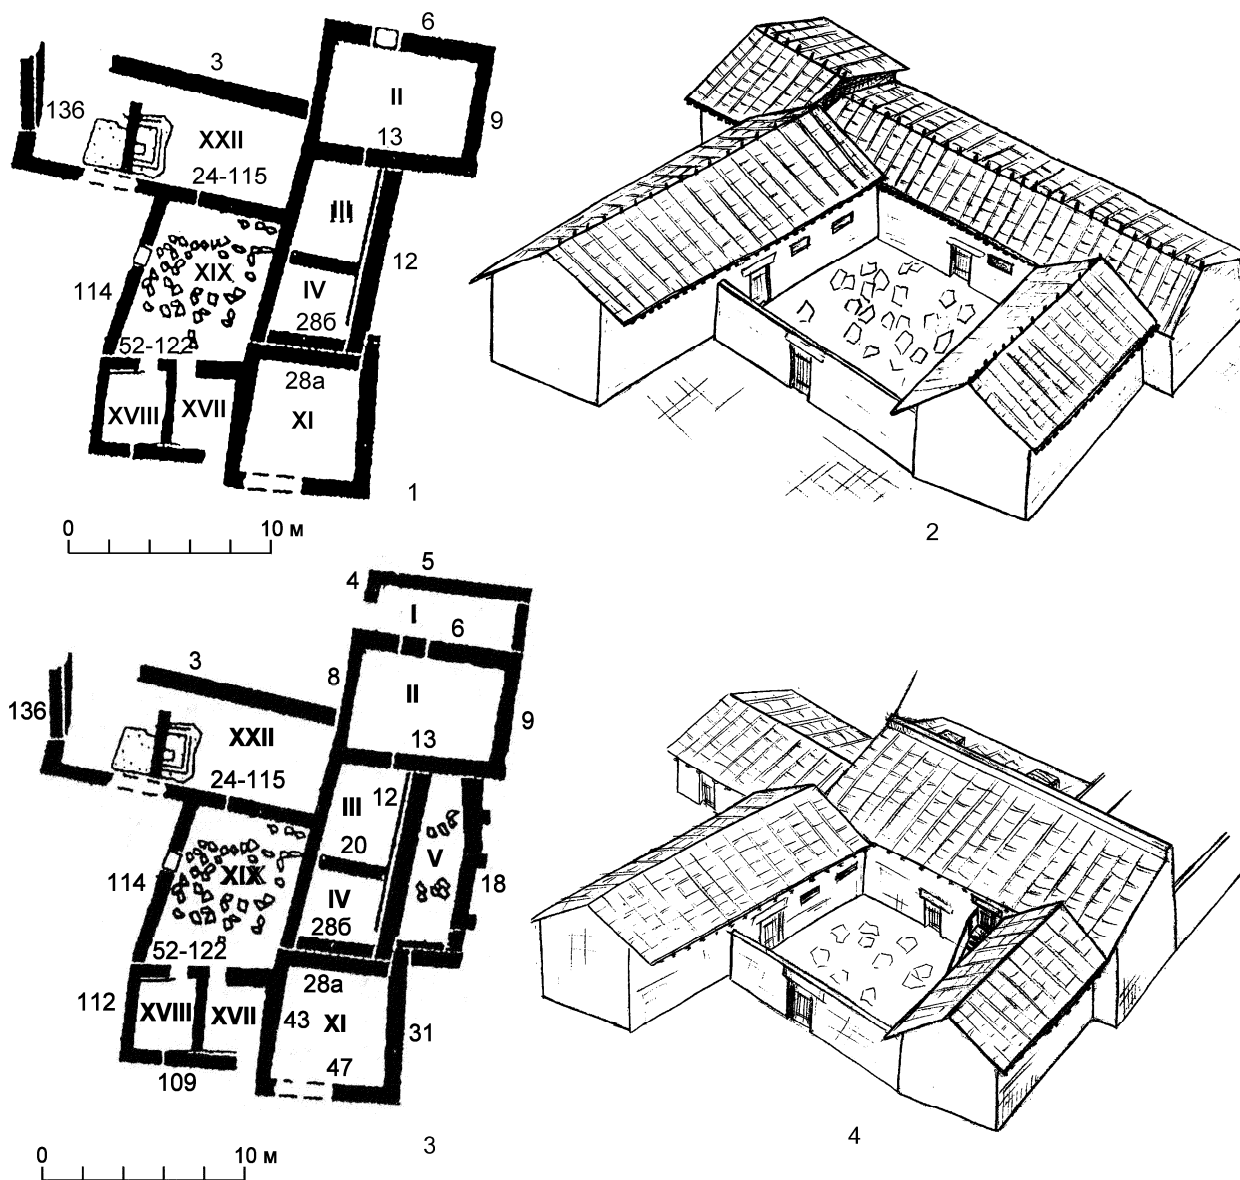 6
3
136
II
9
XXII
13
24-115
III
XIX
12
114
IV
28б
52-122
28а
XVIII
XVII
XI
1
0 10 м
2
5
4
I
6
3
8
II
136
9
XXII
13
24-115
III
12
20
V
114
XIX
18
IV
28б
52-122
28а
112
XVIII
XVII
43
XI
31
47
109
3
4
0 10 м